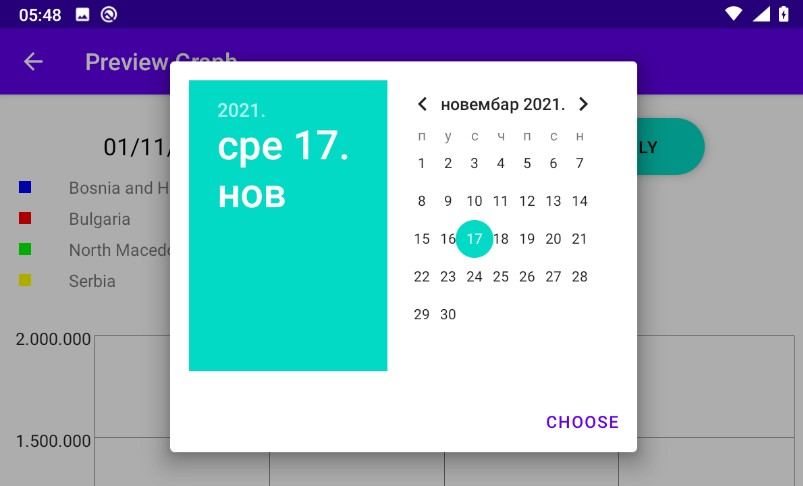 05:48
Preview Graph
01/11/
LY
Bosnia and H
Bulgaria
North Macedo
Serbia
2.000.000
1.500.000
2021.
сре 17.
нов
новембар 2021.
п у с ч п с н
1 2 3 4 5 6 7
8 9 10 11 12 13 14
15 16 17 18 19 20 21
22 23 24 25 26 27 28
29 30
CHOOSE